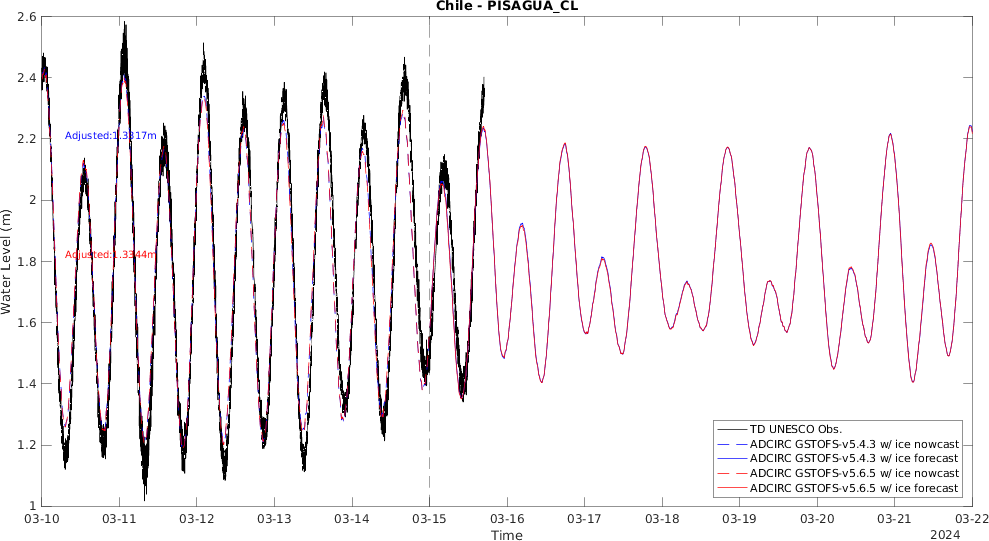 Chile - PISAGUA_CL
2.6
2.4
2.2
2
1.8
1.6
1.4
1.2
1
Water Level (m)
Adjusted:1.3317m
Adjusted:1.3344m
TD UNESCO Obs.
ADCIRC GSTOFS-v5.4.3 w/ ice nowcast
ADCIRC GSTOFS-v5.4.3 w/ ice forecast
ADCIRC GSTOFS-v5.6.5 w/ ice nowcast
ADCIRC GSTOFS-v5.6.5 w/ ice forecast
03-10 03-11 03-12 03-13 03-14 03-15 03-16 03-17 03-18 03-19 03-20 03-21 03-22
Time
2024